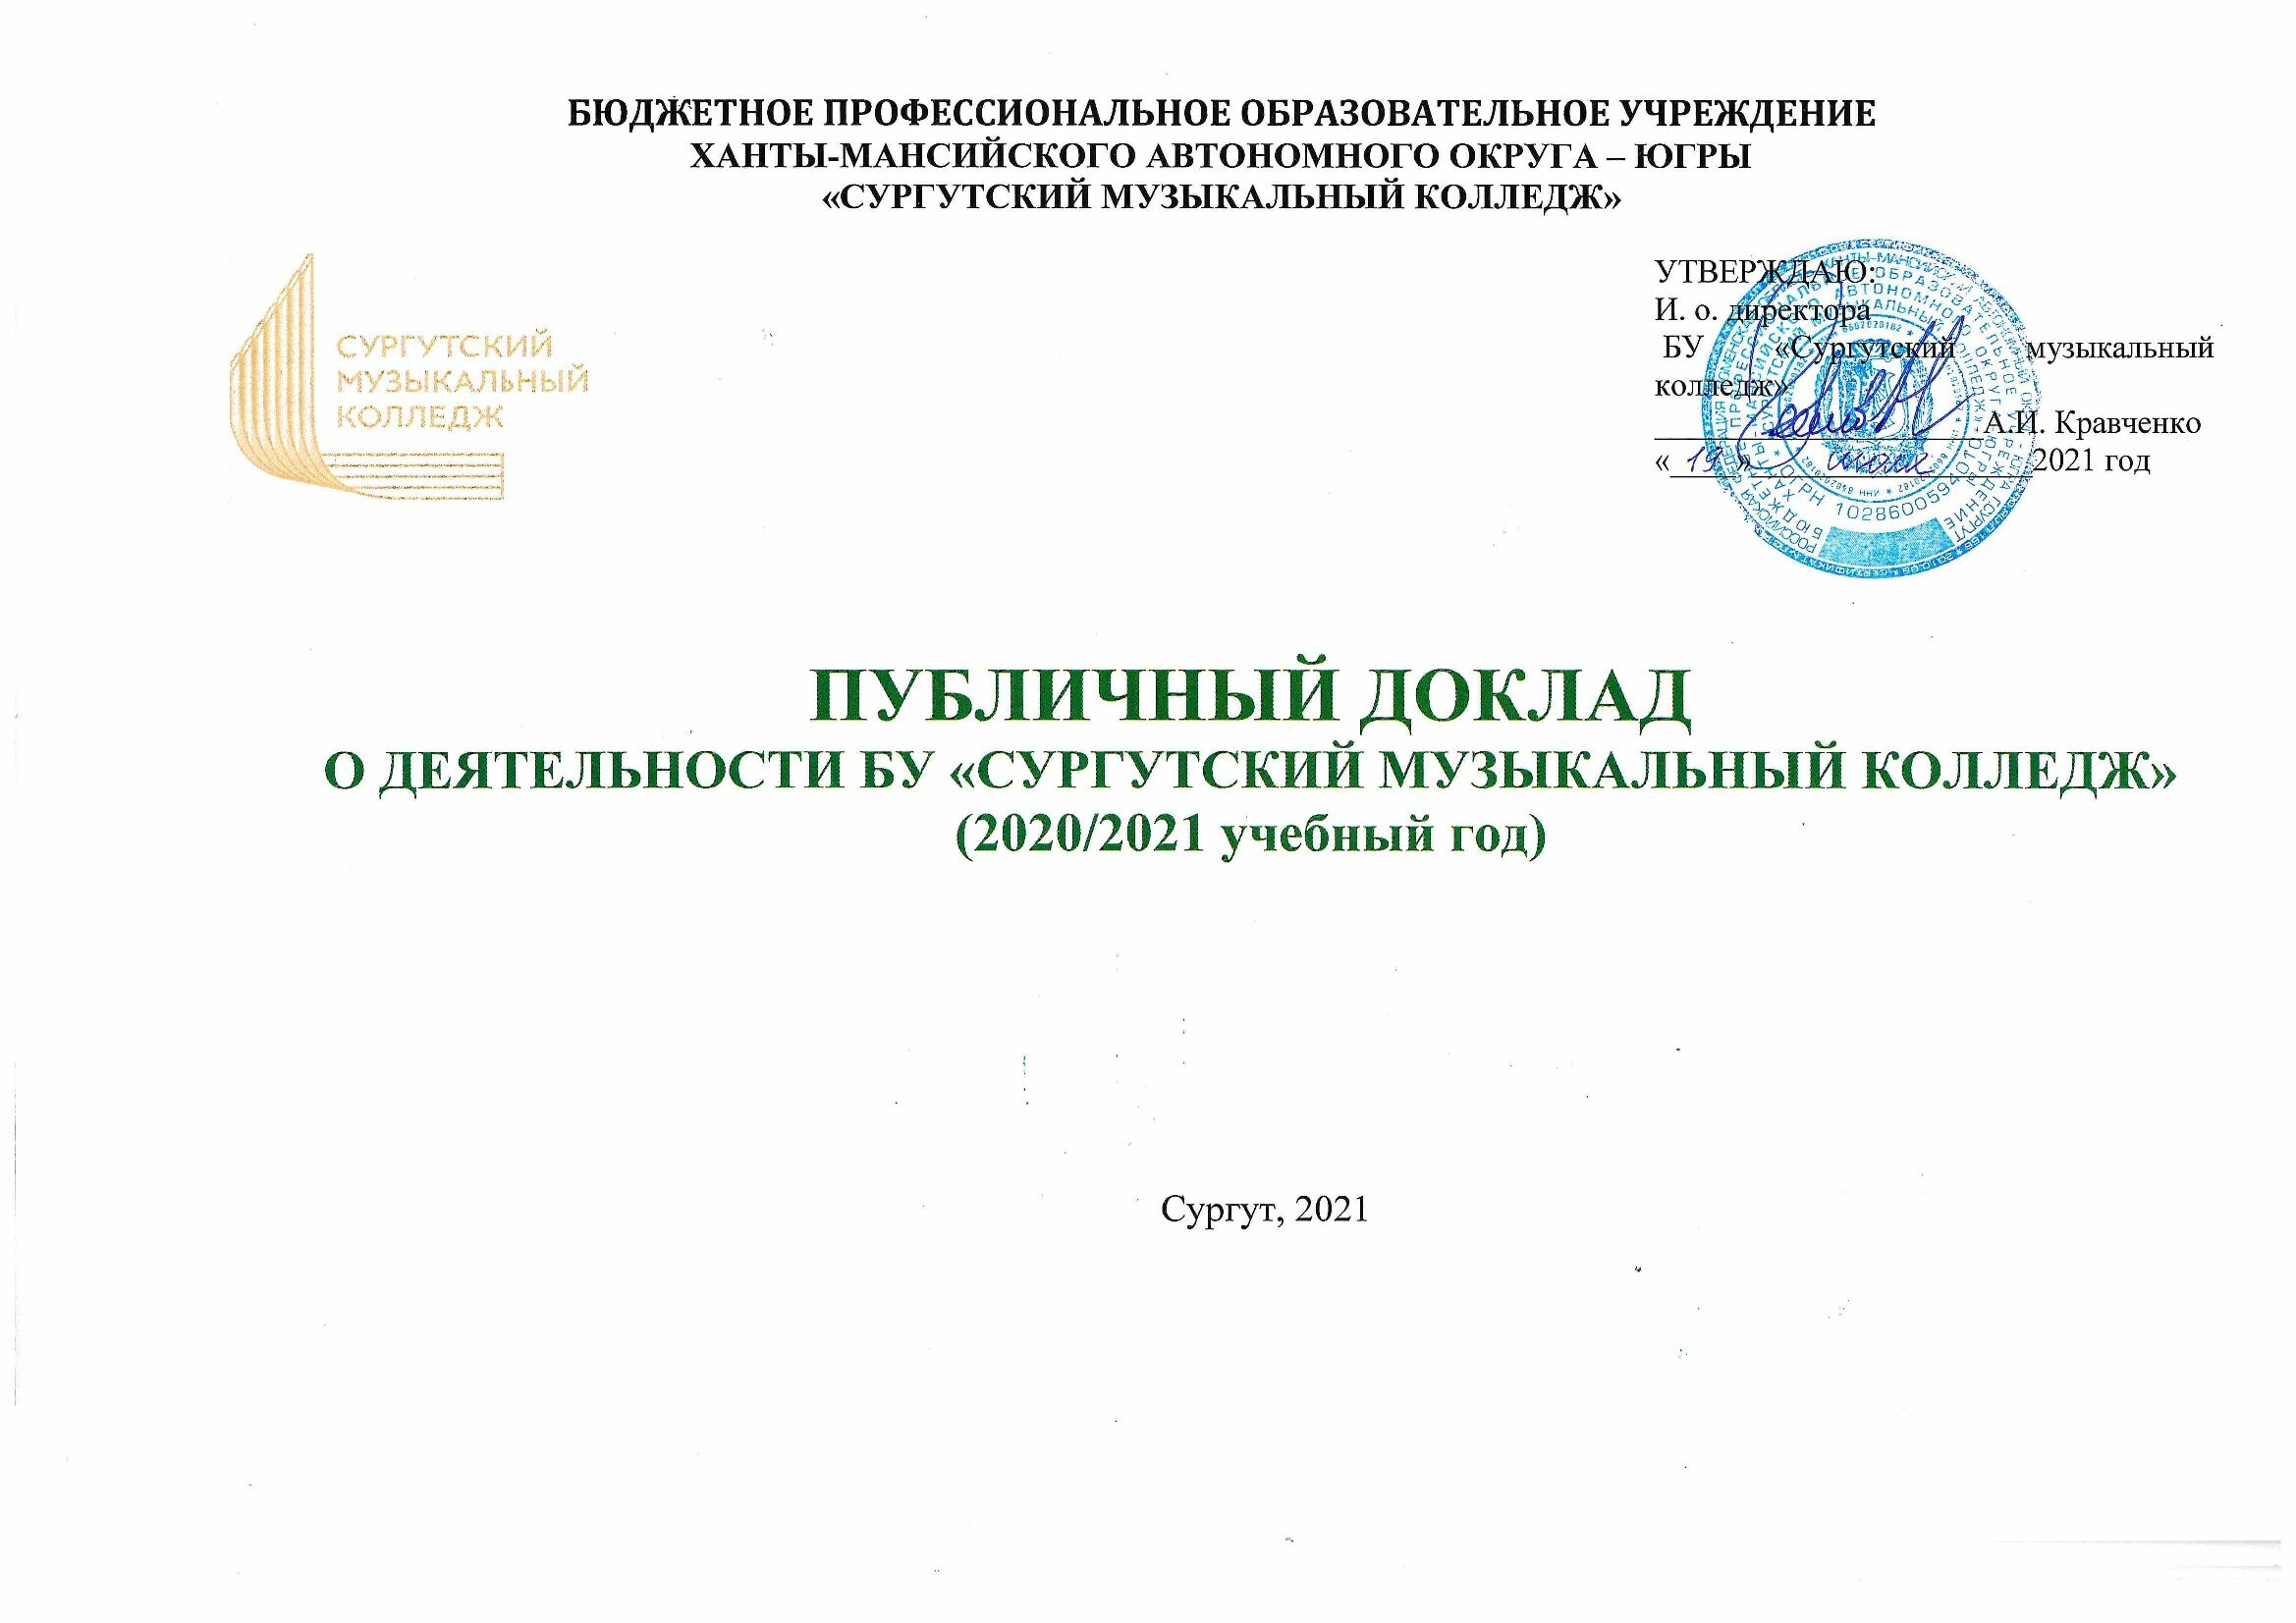 БЮДЖЕТНОЕ ПРОФЕССИОНАЛЬНОЕ ОБРАЗОВАТЕЛЬНОЕ УЧРЕЖДЕНИЕ
ХАНТЫ-МАНСИЙСКОГО АВТОНОМНОГО ОКРУГА – ЮГРЫ
«СУРГУТСКИЙ МУЗЫКАЛЬНЫЙ КОЛЛЕДЖ»
СУРГУТСКИЙ
МУЗЫКАЛЬНЫЙ
КОЛЛЕДЖ
УТВЕРЖДАЮ:
И. о. директора
БУ «Сургутский музыкальный
колледж»
А.И. Кравченко
« 19 » июля 2021 год
ПУБЛИЧНЫЙ ДОКЛАД
О ДЕЯТЕЛЬНОСТИ БУ «СУРГУТСКИЙ МУЗЫКАЛЬНЫЙ КОЛЛЕДЖ»
(2020/2021 учебный год)
Сургут, 2021